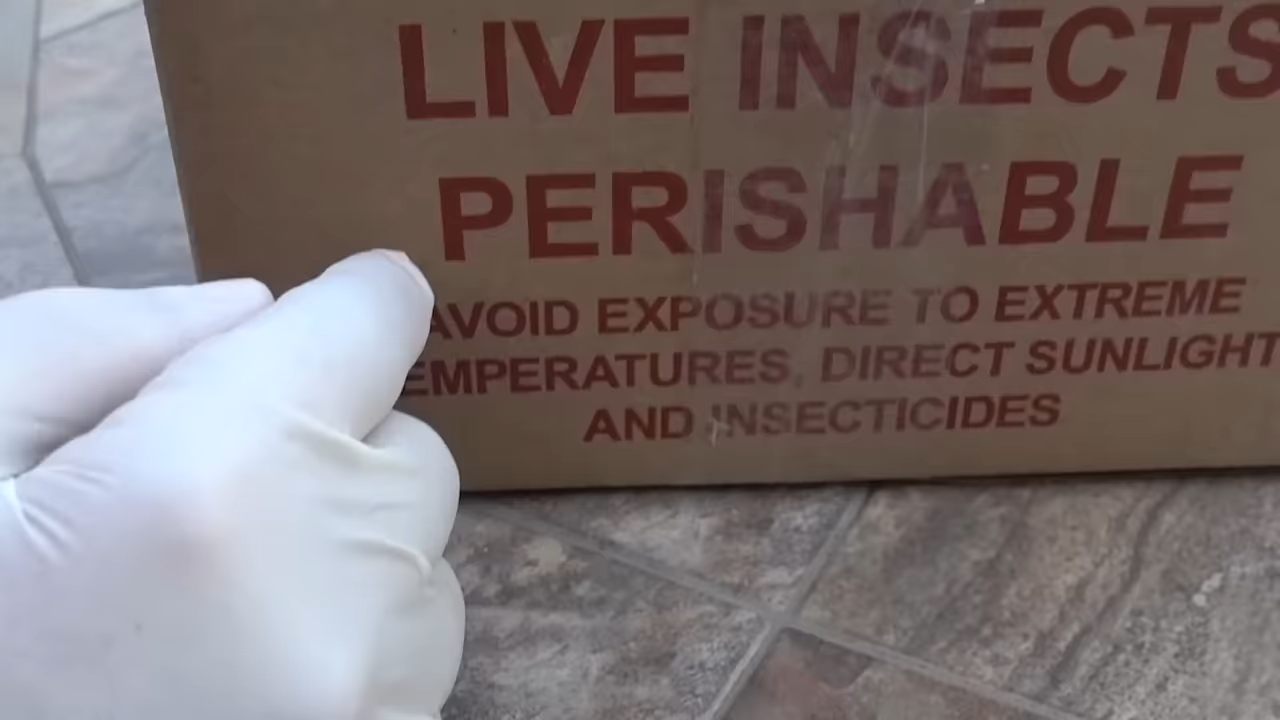 LIVE INSECTS
PERISHABLE
AVOID EXPOSURE TO EXTREME
EMPERATURES, DIRECT SUNLIGHT
AND INSECTICIDES